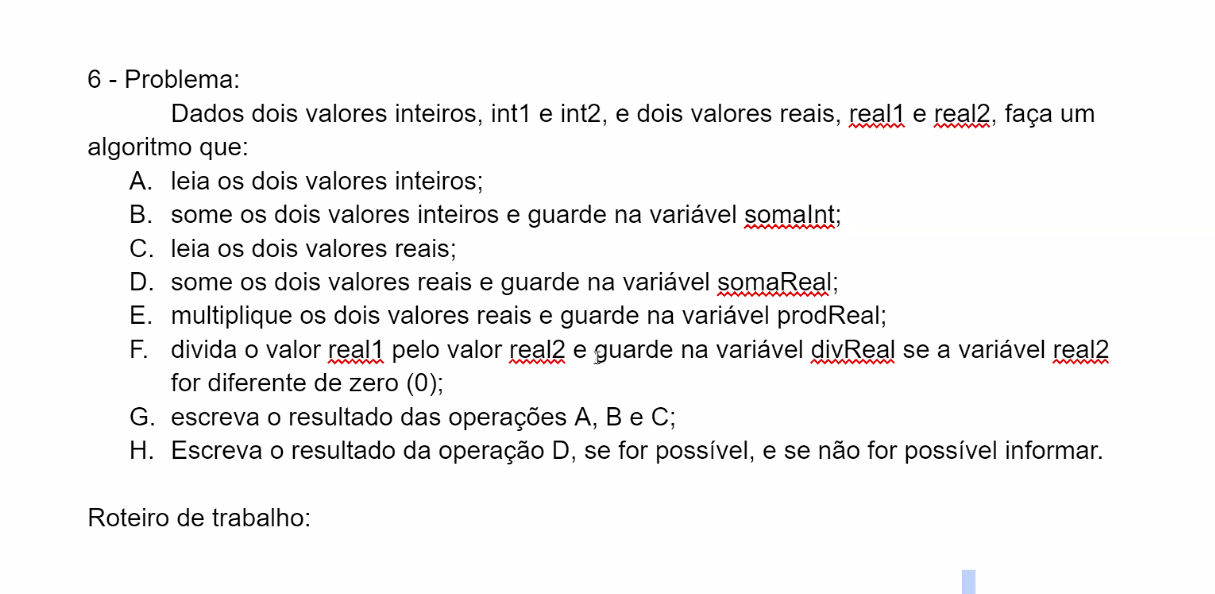 6 - Problema:
Dados dois valores inteiros, int1 e int2, e dois valores reais, real1 e real2, faça um
algoritmo que:
A. leia os dois valores inteiros;
B. some os dois valores inteiros e guarde na variável somaInt;
C. leia os dois valores reais;
D. some os dois valores reais e guarde na variável somaReal;
E. multiplique os dois valores reais e guarde na variável prodReal;
F. divida o valor real1 pelo valor real2 e guarde na variável divReal se a variável real2
for diferente de zero (0);
G. escreva o resultado das operações A, B e C;
H. Escreva o resultado da operação D, se for possível, e se não for possível informar.
Roteiro de trabalho: